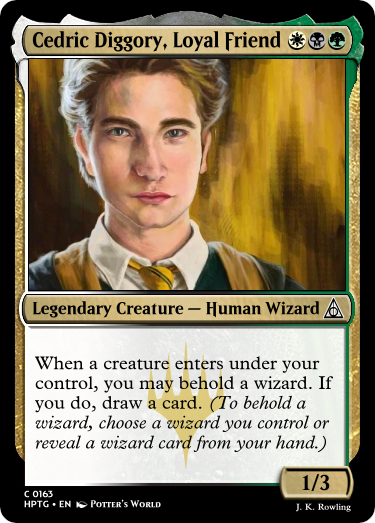 Cedric Diggory, Loyal Friend
Legendary Creature — Human Wizard
When a creature enters under your
control, you may behold a wizard. If
you do, draw a card. (To behold a
wizard, choose a wizard you control or
reveal a wizard card from your hand.)
1/3
C 0163
HPTG • EN Potter's World
J. K. Rowling